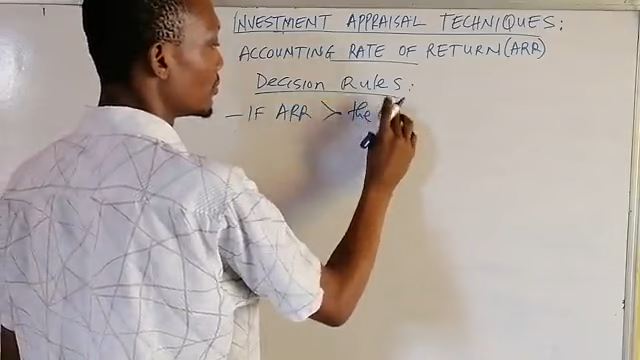 INVESTMENT APPRAISAL TECHNIQUES:
ACCOUNTING RATE OF RETURN (ARR)
Decision Rules:
- IF ARR > the